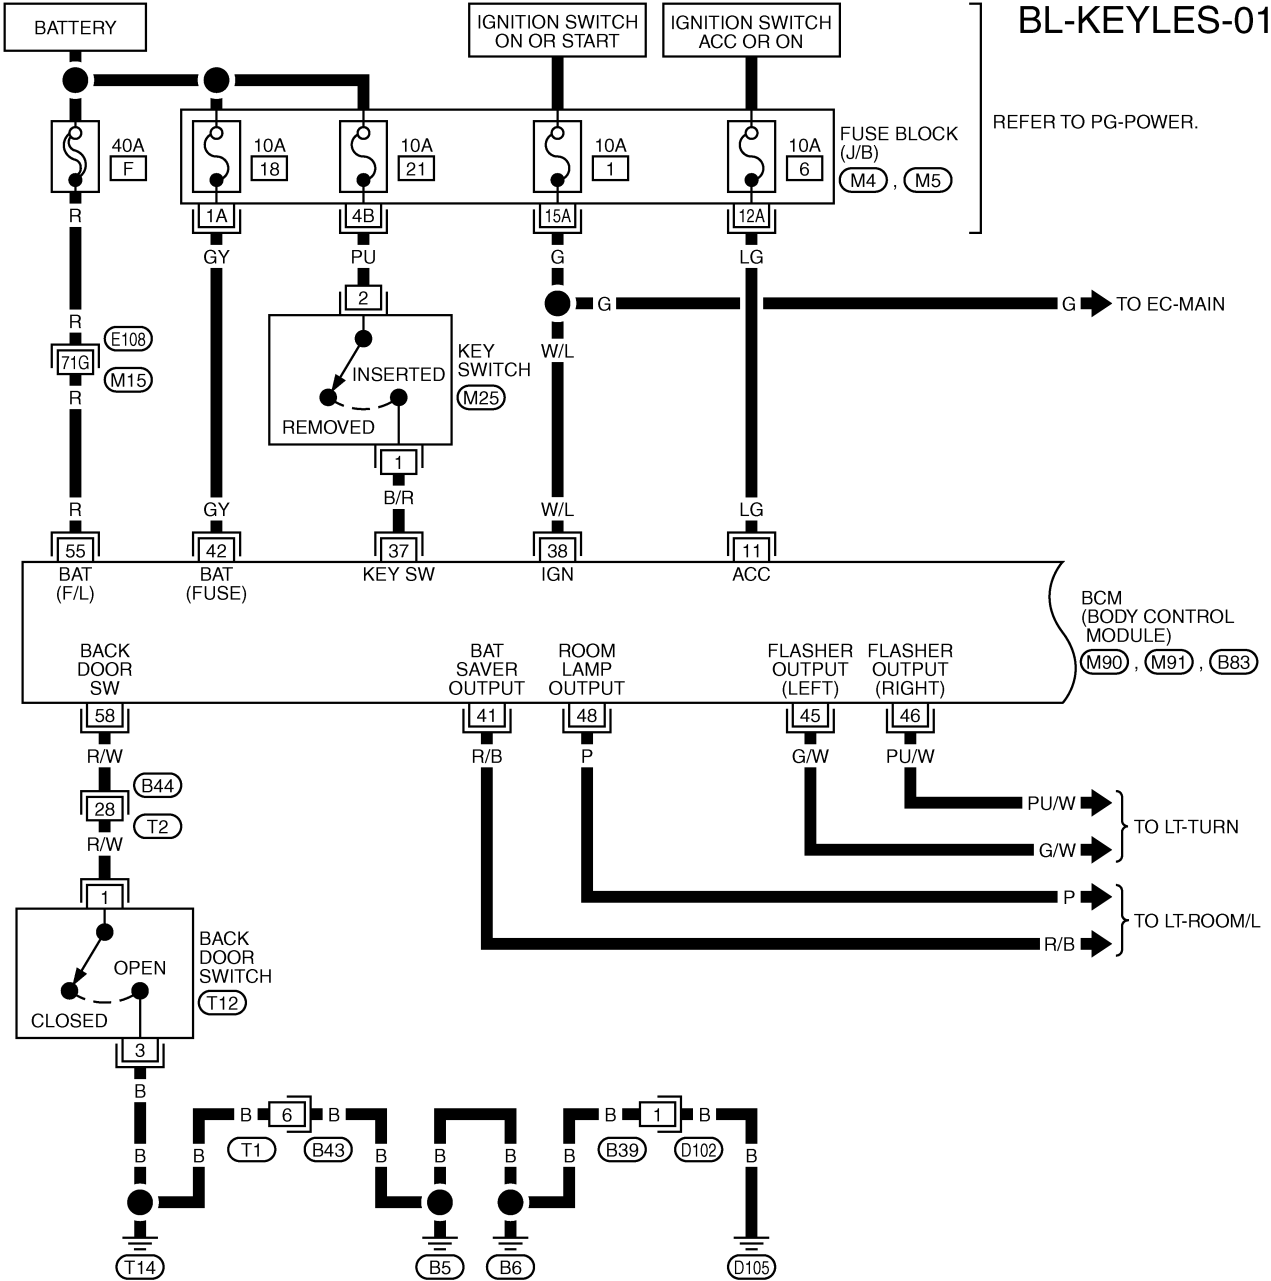 BL-KEYLES-01
BATTERY
IGNITION SWITCH
ON OR START
IGNITION SWITCH
ACC OR ON
REFER TO PG-POWER.
40A
F
10A
18
10A
21
10A
1
10A
6
FUSE BLOCK
(J/B)
M4 , M5
1A
4B
15A
12A
R
GY
PU
G
LG
2
G
G
TO EC-MAIN
R
E108
71G
M15
R
W/L
KEY
SWITCH
M25
INSERTED
REMOVED
1
B/R
R
GY
W/L
LG
55
42
37
38
11
BAT
(F/L)
BAT
(FUSE)
KEY SW
IGN
ACC
BCM
(BODY CONTROL
MODULE)
M90 , M91 , B83
BACK
DOOR
SW
BAT
SAVER
OUTPUT
ROOM
LAMP
OUTPUT
FLASHER
OUTPUT
(LEFT)
FLASHER
OUTPUT
(RIGHT)
58
41
48
45
46
R/W
R/B
P
G/W
PU/W
B44
28
T2
R/W
PU/W
G/W
TO LT-TURN
P
R/B
TO LT-ROOM/L
1
BACK
DOOR
SWITCH
T12
OPEN
CLOSED
3
B
B
B
B
6
B
T1
B43
B
B
B
B
B
1
B
B39
D102
B
T14
B5
B6
D105